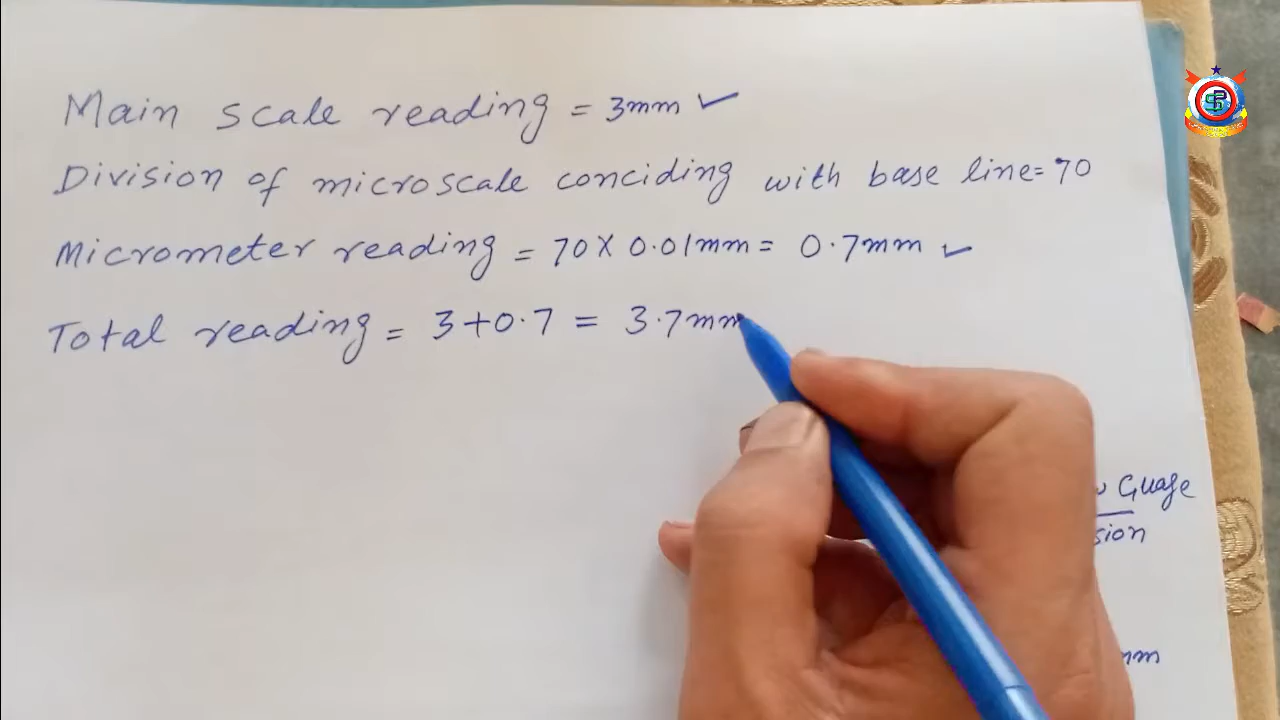 Main scale reading = 3mm ✓
Division of microscale conciding with base line = 70
Micrometer reading = 70 X 0.01mm = 0.7mm ✓
Total reading = 3+0.7 = 3.7mm
Guage
sion
mm